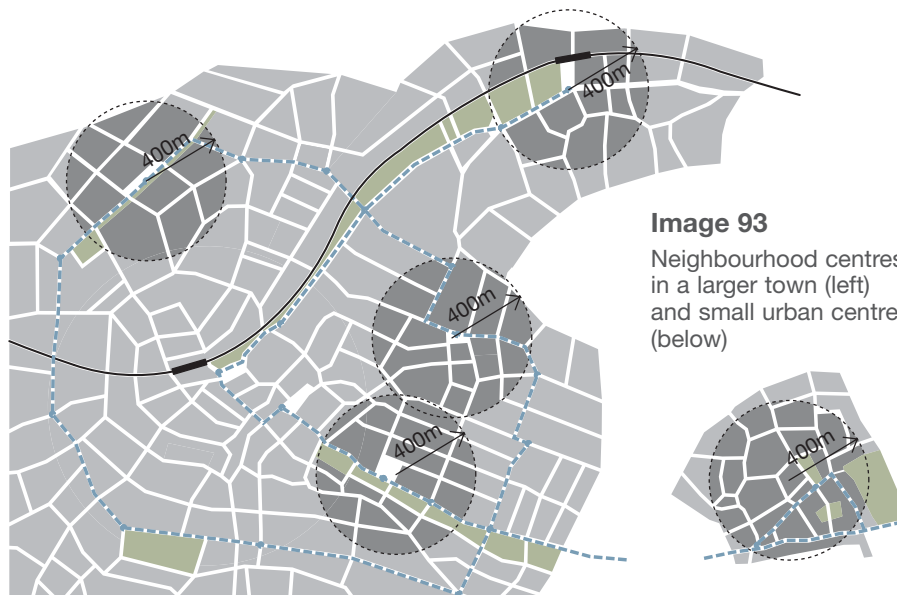 400m
400m
Image 93
Neighbourhood centres
in a larger town (left)
and small urban centre
(below)
400m
400m
400m